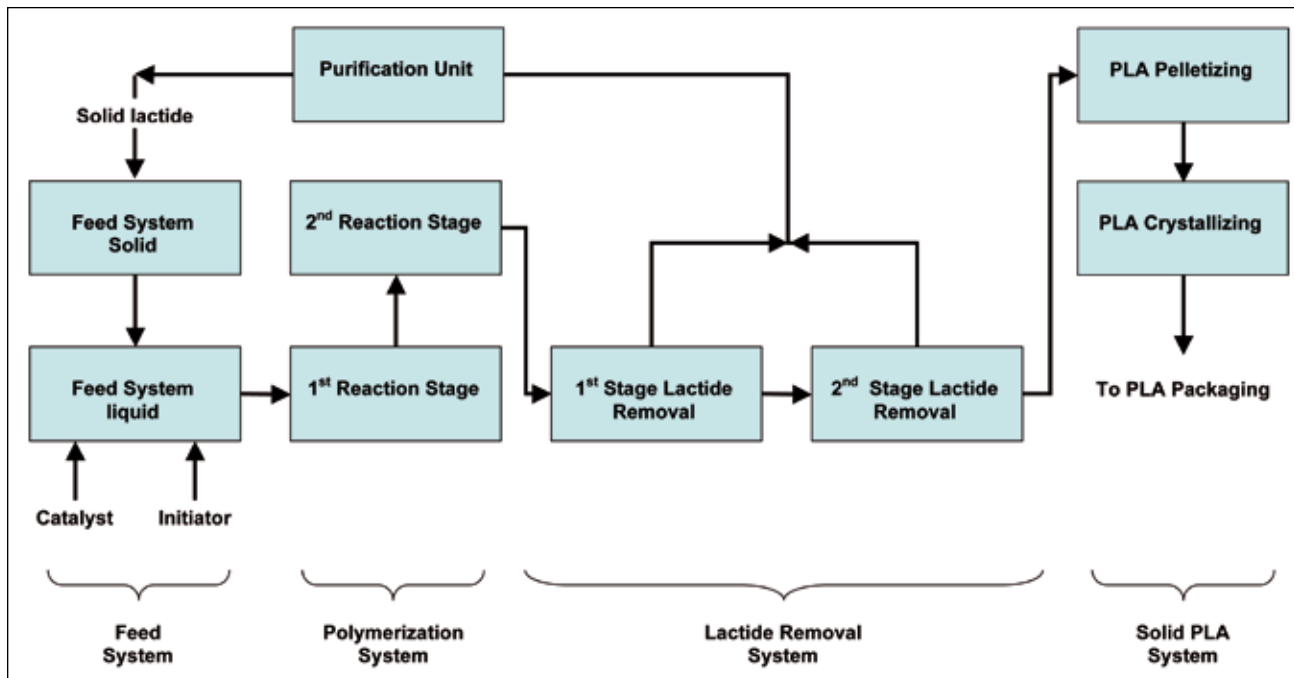 Purification Unit
PLA Pelletizing
Solid lactide
Feed System
Solid
2nd Reaction Stage
PLA Crystallizing
Feed System
liquid
1st Reaction Stage
1st Stage Lactide
Removal
2nd Stage Lactide
Removal
To PLA Packaging
Catalyst
Initiator
Feed
System
Polymerization
System
Lactide Removal
System
Solid PLA
System